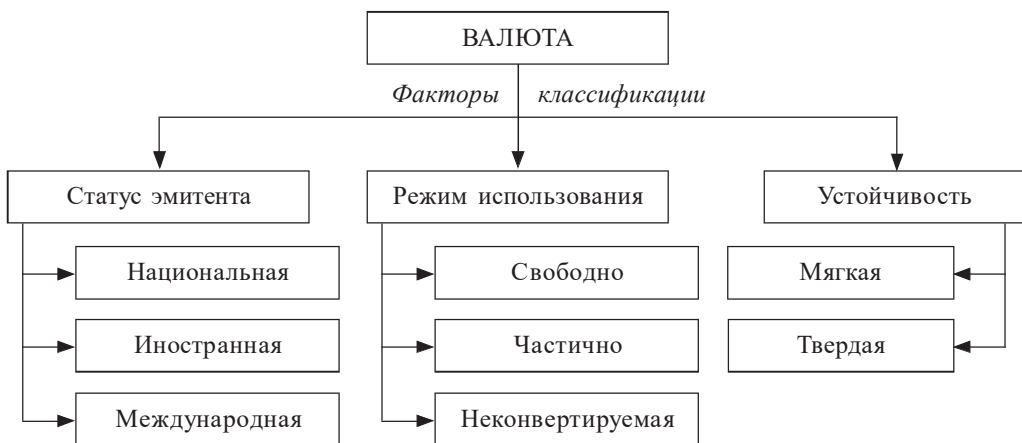 ВАЛЮТА
Факторы классификации
Статус эмитента
Режим использования
Устойчивость
Национальная
Свободно
Мягкая
Иностранная
Частично
Твердая
Международная
Неконвертируемая